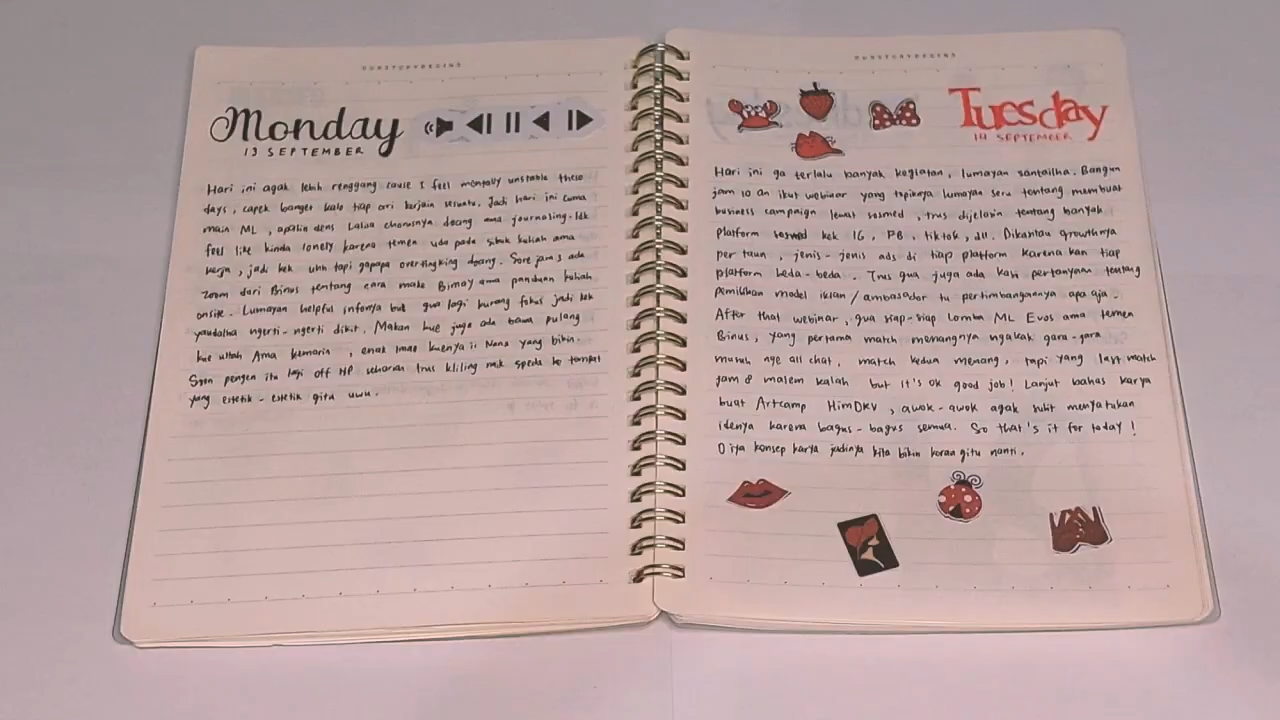 OURSTORYBEGINS
Monday
13 SEPTEMBER
Hari ini agak lebih renggang cause I feel mentally unstable these
days, capek banget kalo tiap ari kerjain sesuatu. Jadi hari ini cuma
main ML, apalin dens Lalisa chorusnya doang ama journaling. Idk
feel like kinda lonely karena temen uda pada sibuk kuliah ama
kerja, jadi kek uhh tapi gapapa overthingking doang. Sore jam 3 ada
zoom dari Binus tentang cara make Bimay ama panduan kuliah
onsite. Lumayan helpful infonya but gua lagi kurang fokus jadi kek
yaudalha ngerti-ngerti dikit. Makan kue juga ada bawa pulang
kue ultah Ama kemarin, enak kuenya ii Nana yang bikin.
Soon pengen itu lagi off HP seharian trus kliling naik speda ke tempat
yang estetik-estetik gitu uwu.
OURSTORYBEGINS
Tuesday
14 SEPTEMBER
Hari ini ga terlalu banyak kegiatan, lumayan santailha. Bangun
jam 10 an ikut webinar yang topiknya lumayan seru tentang membuat
business campaign lewat sosmed, trus dijelasin tentang banyak
platform sosmed kek IG, FB, tiktok, dll. Dikantau growthnya
per taun, jenis-jenis ads di tiap platform karena kan tiap
platform beda-beda. Trus gua juga ada kasi pertanyaan tentang
pemilihan model iklan/ambasador tu pertimbangannya apa aja.
After that webinar, gua siap-siap lomba ML Evos ama temen
Binus, yang pertama match menangnya ngakak gara-gara
musuh nge all chat, match kedua menang, tapi yang last match
jam 8 malem kalah but it's ok good job! Lanjut bahas karya
buat Artcamp HimDKV, awok-awok agak sulit menyatukan
idenya karena bagus-bagus semua. So that's it for today!
O iya konsep karya jadinya kita bikin koran gitu nanti.